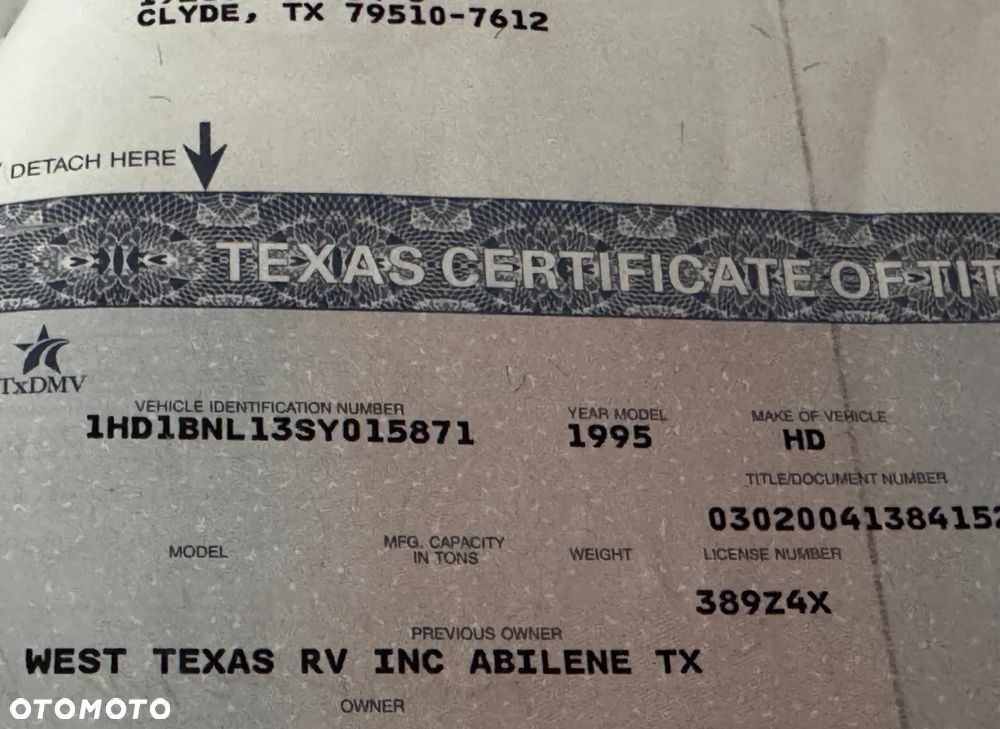 CLYDE, TX 79510-7612
DETACH HERE
TEXAS CERTIFICATE OF TIT
TxDMV
VEHICLE IDENTIFICATION NUMBER
1HD1BNL13SY015871
YEAR MODEL
1995
MAKE OF VEHICLE
HD
TITLE/DOCUMENT NUMBER
03020041384152
MODEL
MFG. CAPACITY
IN TONS
WEIGHT
LICENSE NUMBER
389Z4X
PREVIOUS OWNER
WEST TEXAS RV INC ABILENE TX
OWNER
OTOMOTO